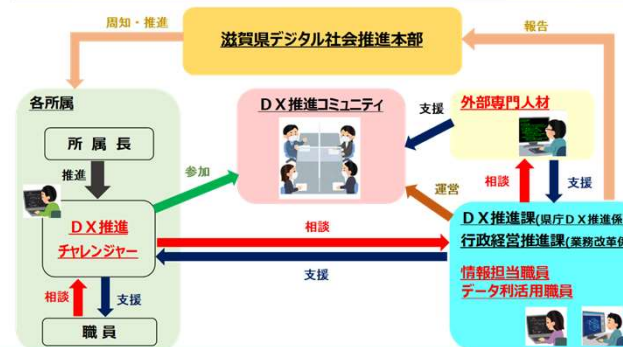 周知・推進
滋賀県デジタル社会推進本部
報告
各所属
所属長
推進
DX推進
チャレンジャー
相談
支援
職員
参加
DX推進コミュニティ
支援
外部専門人材
相談
支援
運営
相談
支援
DX推進課(県庁DX推進係
行政経営推進課(業務改革係
情報担当職員
データ利活用職員